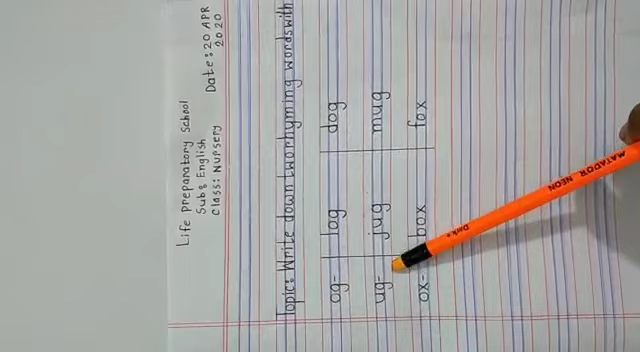 Life preparatory School
Sub: English
Class: Nursery
Date: 20 APR
2020
Topic: Write down two rhyming words with
og- log dog
ug- jug mug
ox- box fox
MATADOR NEON
Dark+